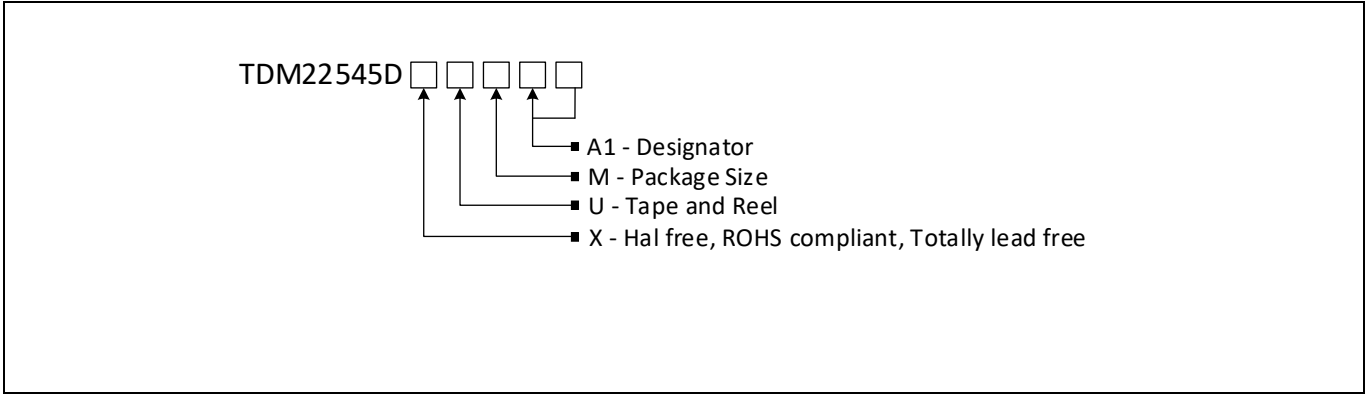 TDM22545D
A1 - Designator
M - Package Size
U - Tape and Reel
X - Hal free, ROHS compliant, Totally lead free